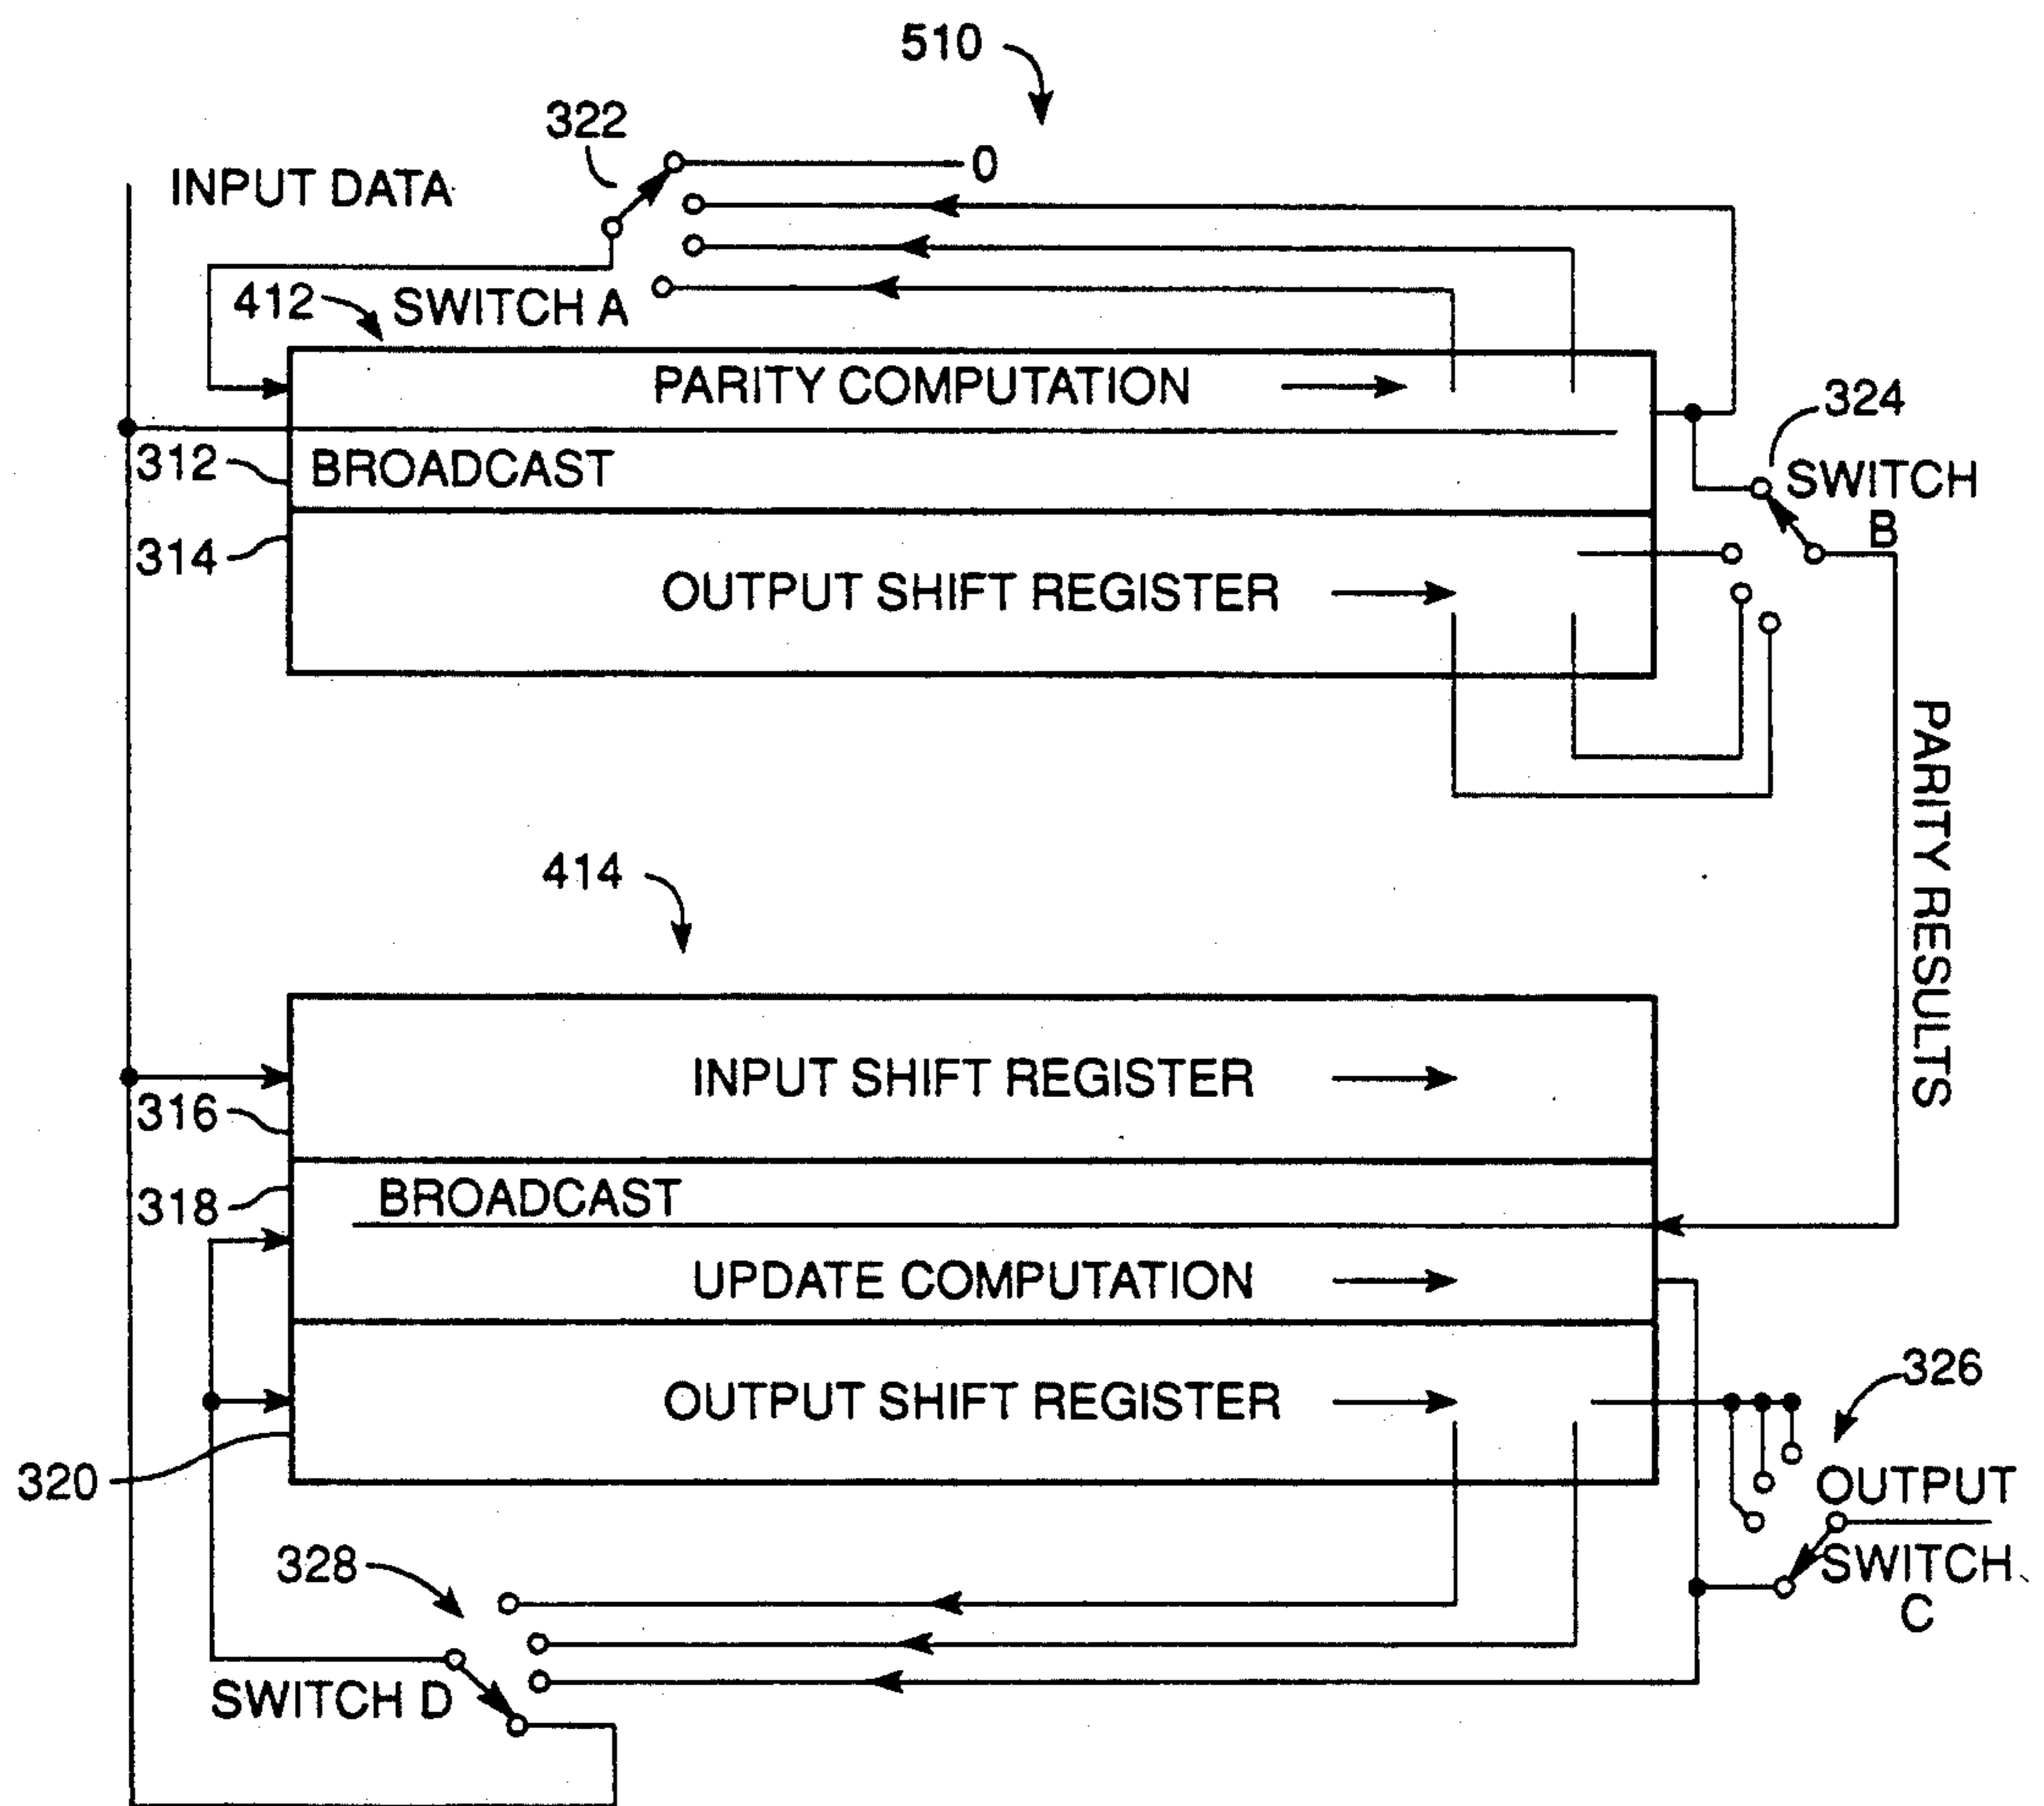 510
322
0
INPUT DATA
412
SWITCH A
PARITY COMPUTATION
324
312
BROADCAST
SWITCH
B
314
OUTPUT SHIFT REGISTER
PARITY RESULTS
414
INPUT SHIFT REGISTER
316
318
BROADCAST
UPDATE COMPUTATION
326
OUTPUT SHIFT REGISTER
320
OUTPUT
SWITCH
C
328
SWITCH D